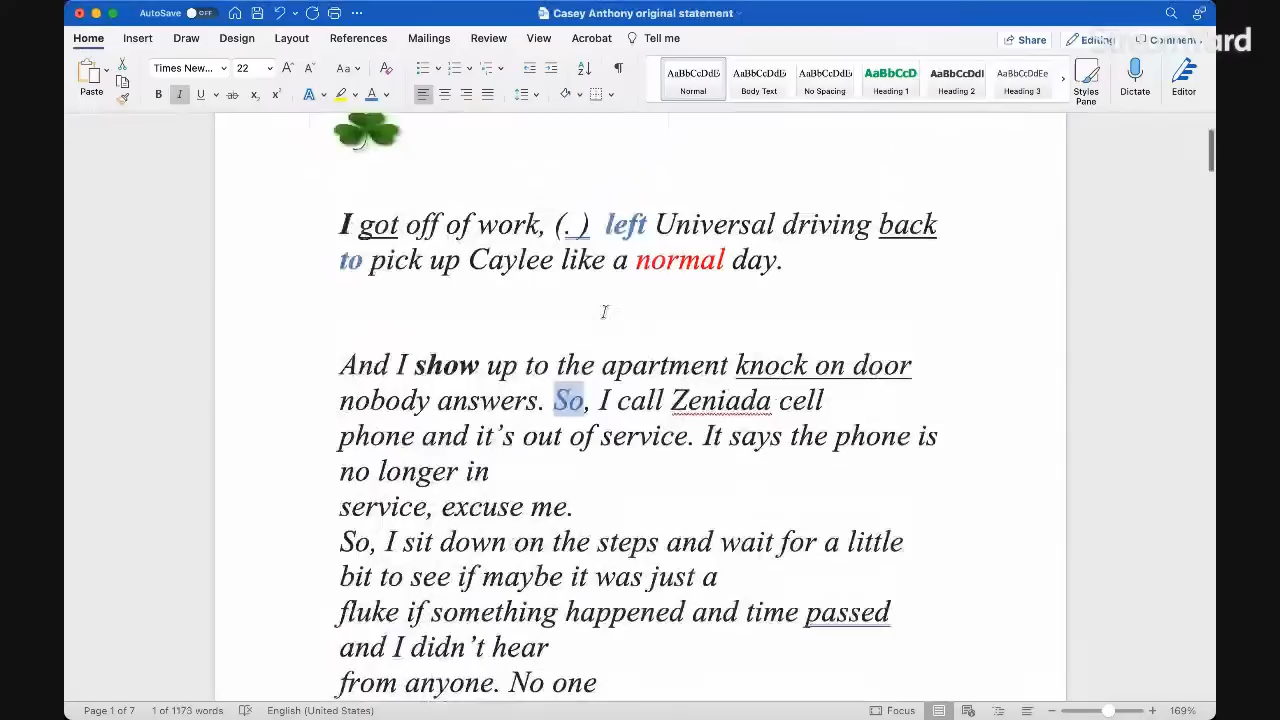 AutoSave OFF Casey Anthony original statement
Home Insert Draw Design Layout References Mailings Review View Acrobat Tell me Share Editing Comments
StreamYard
Paste Times New... 22 Aa AaBbCcDdE AaBbCcDdE AaBbCcDdE AaBbCcD AaBbCcDdI AaBbCcDdEe
B I U ab x x A A Normal Body Text No Spacing Heading 1 Heading 2 Heading 3 Styles Pane Dictate Editor
I got off of work, (. ) left Universal driving back
to pick up Caylee like a normal day.
And I show up to the apartment knock on door
nobody answers. So, I call Zeniada cell
phone and it's out of service. It says the phone is
no longer in
service, excuse me.
So, I sit down on the steps and wait for a little
bit to see if maybe it was just a
fluke if something happened and time passed
and I didn't hear
from anyone. No one
Page 1 of 7 1 of 1173 words English (United States) Focus 169%